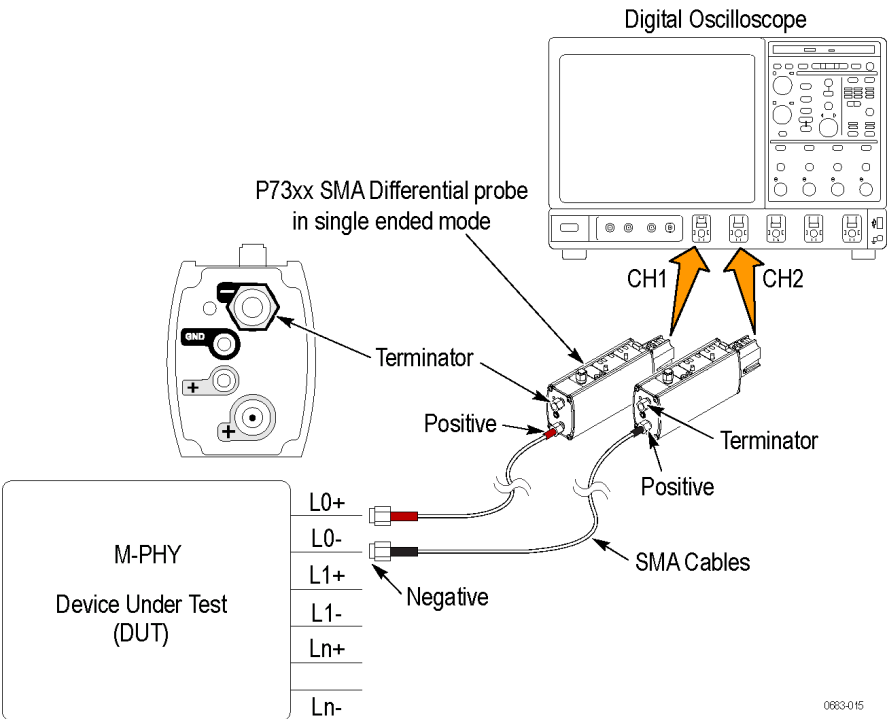 Digital Oscilloscope
P73xx SMA Differential probe
in single ended mode
CH1
CH2
−
GND
+
+
Terminator
Positive
Terminator
Positive
L0+
L0-
L1+
L1-
Ln+
Ln-
M-PHY
Device Under Test
(DUT)
Negative
SMA Cables
0683-015